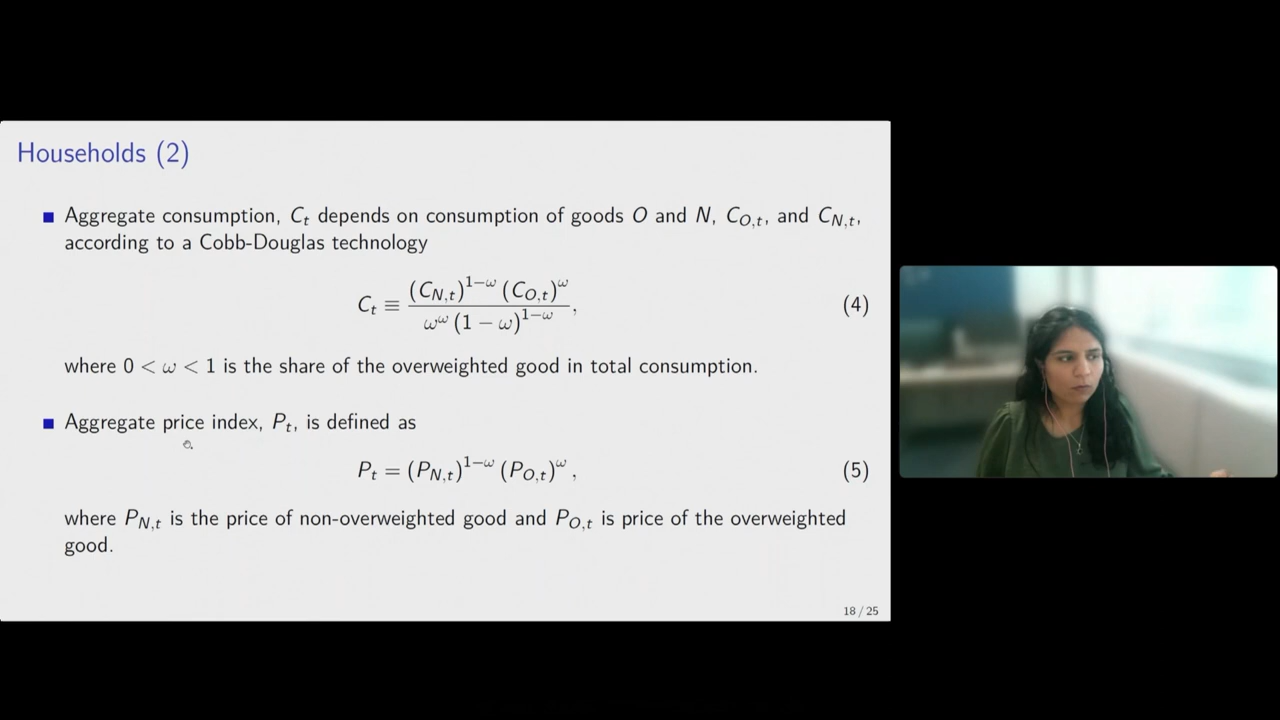 Households (2)
■ Aggregate consumption, C_t depends on consumption of goods O and N, C_{O,t}, and C_{N,t},
according to a Cobb-Douglas technology
C_t ≡ \frac{(C_{N,t})^{1−ω} (C_{O,t})^ω}{ω^ω (1 − ω)^{1−ω}}, (4)
where 0 < ω < 1 is the share of the overweighted good in total consumption.
■ Aggregate price index, P_t, is defined as
P_t = (P_{N,t})^{1−ω} (P_{O,t})^ω, (5)
where P_{N,t} is the price of non-overweighted good and P_{O,t} is price of the overweighted
good.
18 / 25